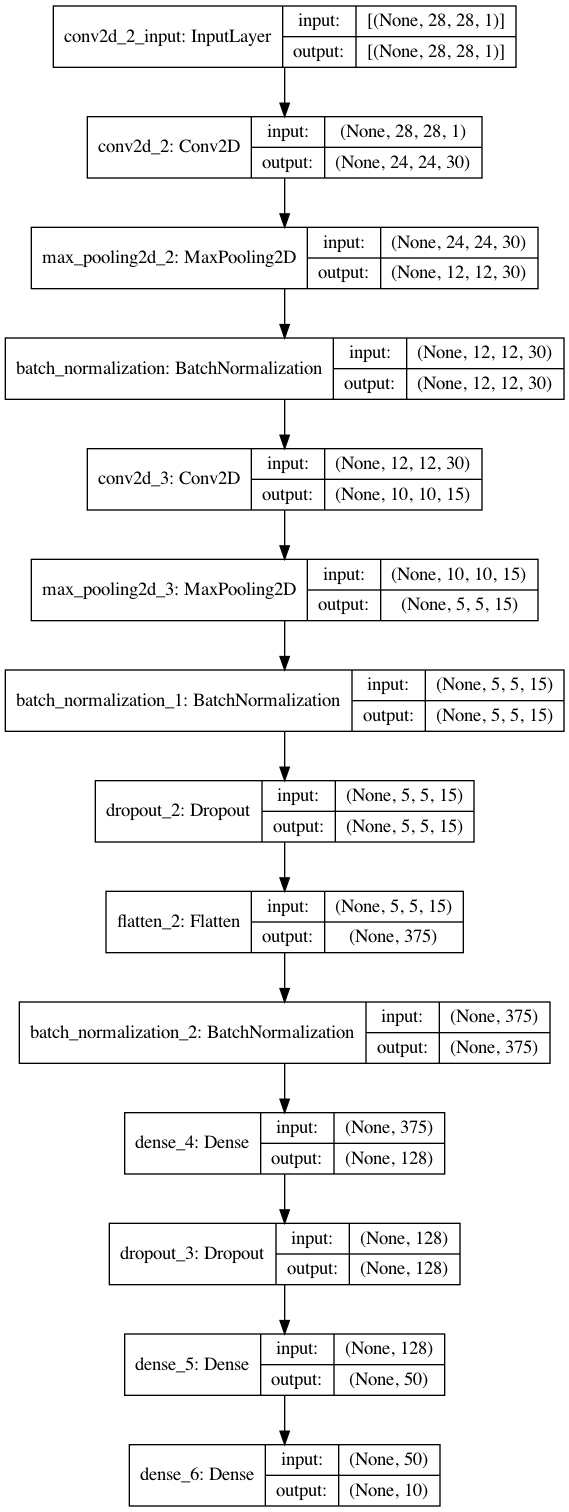 conv2d_2_input: InputLayer
input: [(None, 28, 28, 1)]
output: [(None, 28, 28, 1)]
conv2d_2: Conv2D
input: (None, 28, 28, 1)
output: (None, 24, 24, 30)
max_pooling2d_2: MaxPooling2D
input: (None, 24, 24, 30)
output: (None, 12, 12, 30)
batch_normalization: BatchNormalization
input: (None, 12, 12, 30)
output: (None, 12, 12, 30)
conv2d_3: Conv2D
input: (None, 12, 12, 30)
output: (None, 10, 10, 15)
max_pooling2d_3: MaxPooling2D
input: (None, 10, 10, 15)
output: (None, 5, 5, 15)
batch_normalization_1: BatchNormalization
input: (None, 5, 5, 15)
output: (None, 5, 5, 15)
dropout_2: Dropout
input: (None, 5, 5, 15)
output: (None, 5, 5, 15)
flatten_2: Flatten
input: (None, 5, 5, 15)
output: (None, 375)
batch_normalization_2: BatchNormalization
input: (None, 375)
output: (None, 375)
dense_4: Dense
input: (None, 375)
output: (None, 128)
dropout_3: Dropout
input: (None, 128)
output: (None, 128)
dense_5: Dense
input: (None, 128)
output: (None, 50)
dense_6: Dense
input: (None, 50)
output: (None, 10)